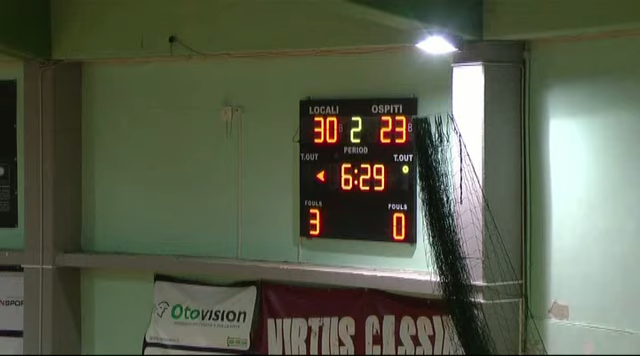 LOCALI OSPITI
30 2 23
PERIOD
T.OUT T.OUT
6:29
FOULS FOULS
3 0
Otovision
VIRTUS CASSI